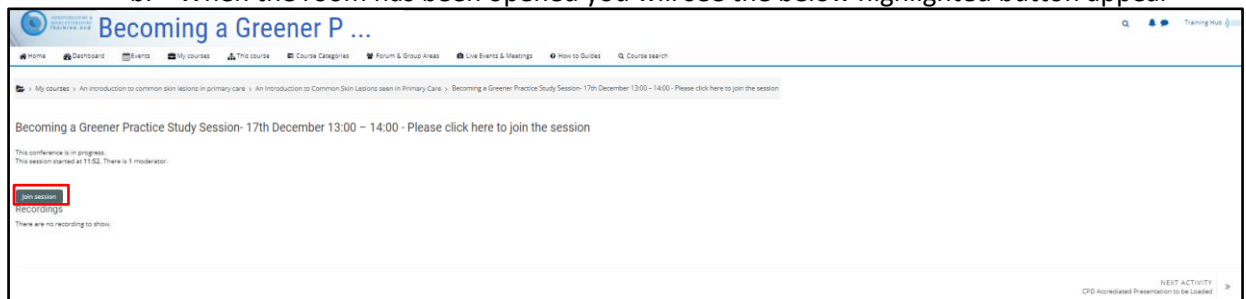 b. When the room has been opened you will see the below highlighted button appear
HEREFORDSHIRE &
WORCESTERSHIRE
TRAINING HUB
Becoming a Greener P ...
Training Hub
Home Dashboard Events My courses This course Course Categories Forum & Group Areas Live Events & Meetings How to Guides Course search
> My courses > An introduction to common skin lesions in primary care > An Introduction to Common Skin Lesions seen in Primary Care > Becoming a Greener Practice Study Session- 17th December 13:00 – 14:00 - Please click here to join the session
Becoming a Greener Practice Study Session- 17th December 13:00 – 14:00 - Please click here to join the session
This conference is in progress.
This session started at 11:52. There is 1 moderator.
Join session
Recordings
There are no recording to show.
NEXT ACTIVITY
CPD Accredited Presentation to be Loaded »